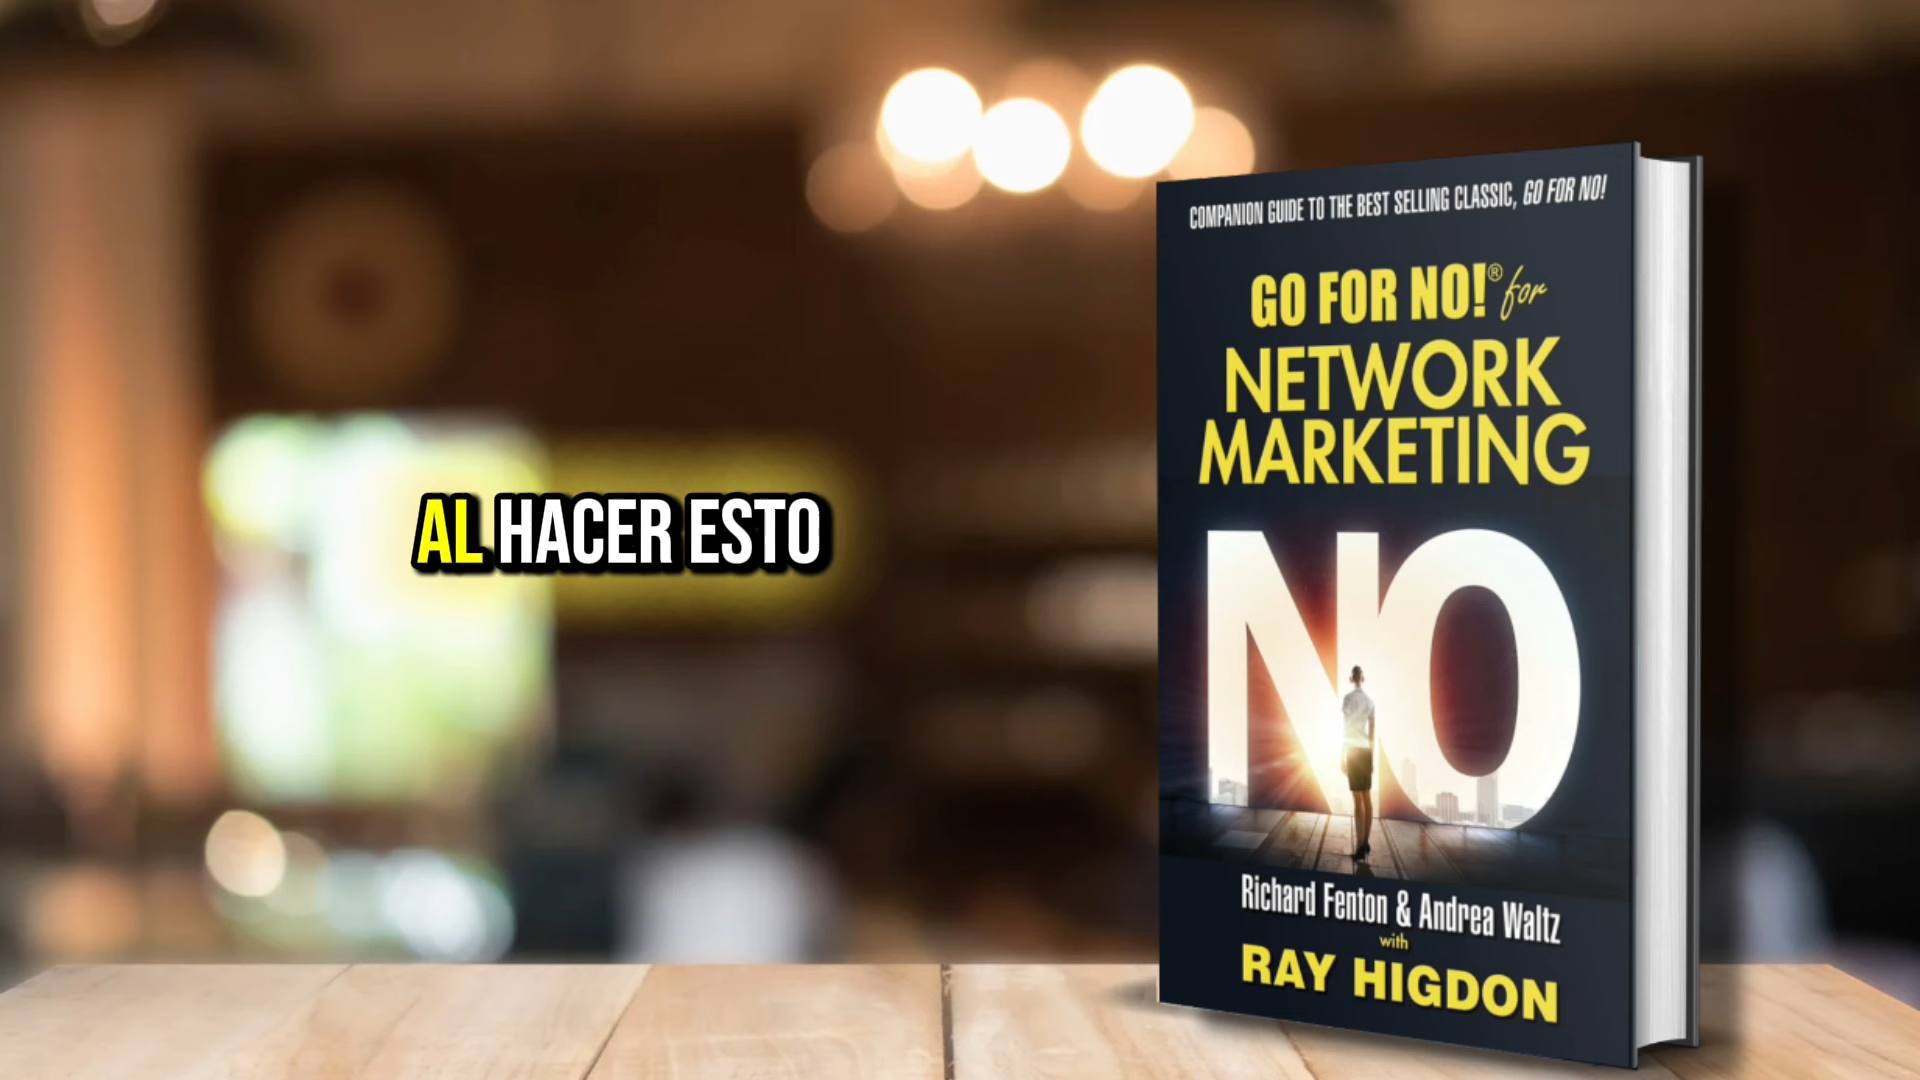 AL HACER ESTO
COMPANION GUIDE TO THE BEST SELLING CLASSIC, GO FOR NO!
GO FOR NO!® for
NETWORK
MARKETING
NO
Richard Fenton & Andrea Waltz
with
RAY HIGDON